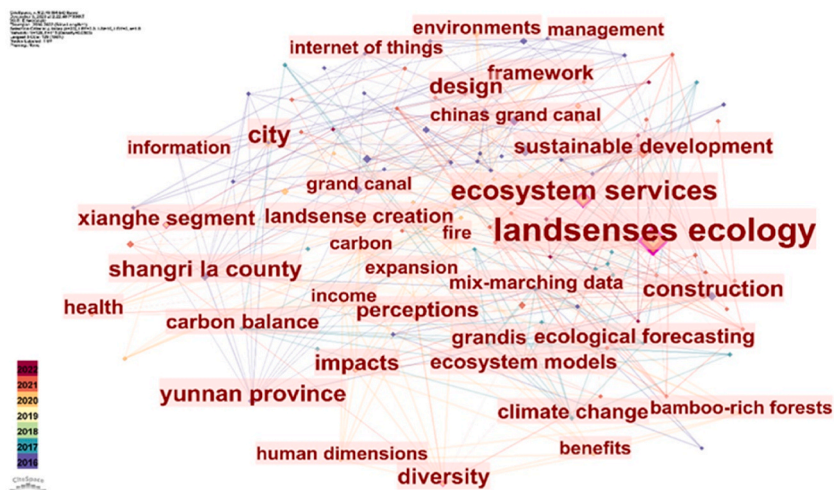 environments management
internet of things
framework
design
chinas grand canal
city
information
sustainable development
grand canal
ecosystem services
xianghe segment
landsense creation
fire
landsenses ecology
carbon
shangri la county
expansion
mix-marching data
construction
income
health
perceptions
carbon balance
grandis ecological forecasting
impacts
ecosystem models
yunnan province
climate change
bamboo-rich forests
human dimensions
benefits
diversity
2022
2021
2020
2019
2018
2017
2016
CiteSpace